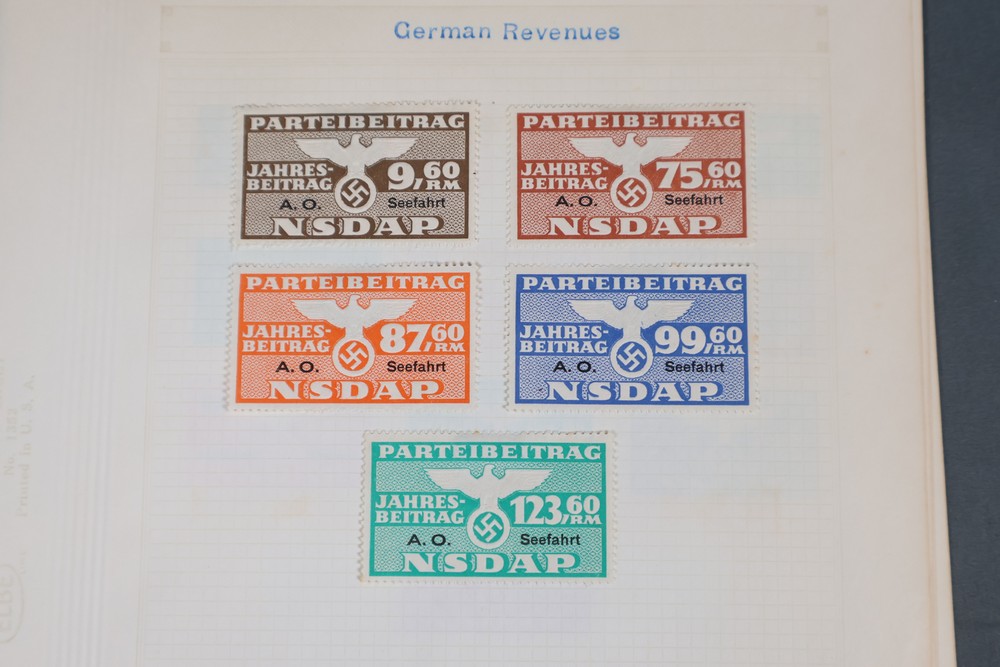 German Revenues
PARTEIBEITRAG
JAHRES-
BEITRAG 9,60 RM
A. O. Seefahrt
NSDAP
PARTEIBEITRAG
JAHRES-
BEITRAG 75,60 RM
A. O. Seefahrt
NSDAP
PARTEIBEITRAG
JAHRES-
BEITRAG 87,60 RM
A. O. Seefahrt
NSDAP
PARTEIBEITRAG
JAHRES-
BEITRAG 99,60 RM
A. O. Seefahrt
NSDAP
PARTEIBEITRAG
JAHRES-
BEITRAG 123,60 RM
A. O. Seefahrt
NSDAP
Printed in U. S. A.